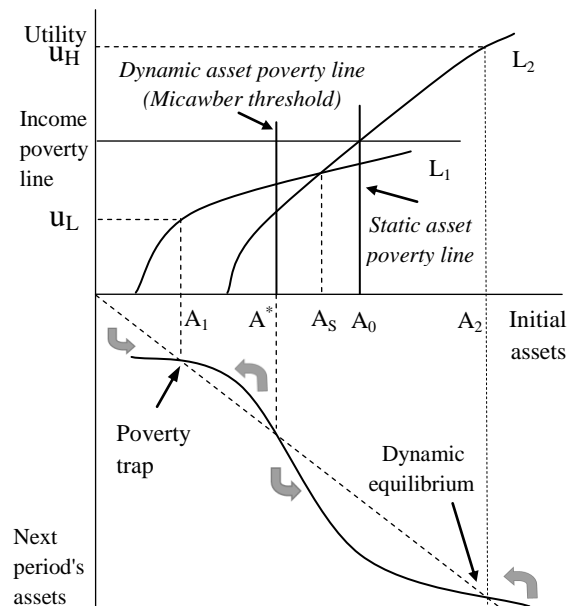 Utility
u_H
Dynamic asset poverty line
(Micawber threshold)
L_2
Income
poverty
line
L_1
u_L
Static asset
poverty line
A_1
A^*
A_S
A_0
A_2
Initial
assets
Poverty
trap
Dynamic
equilibrium
Next
period's
assets